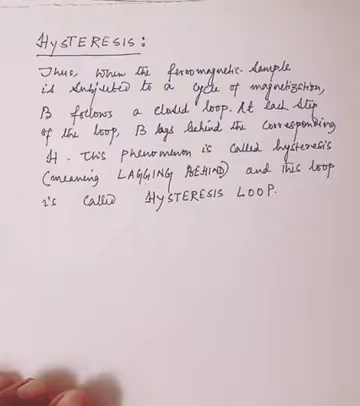 HYSTERESIS:
Thus, when the ferromagnetic sample
is subjected to a cycle of magnetization,
B follows a closed loop. At each step
of the loop, B lags behind the corresponding
H. This phenomenon is called hysteresis
(meaning LAGGING BEHIND) and this loop
is called HYSTERESIS LOOP.